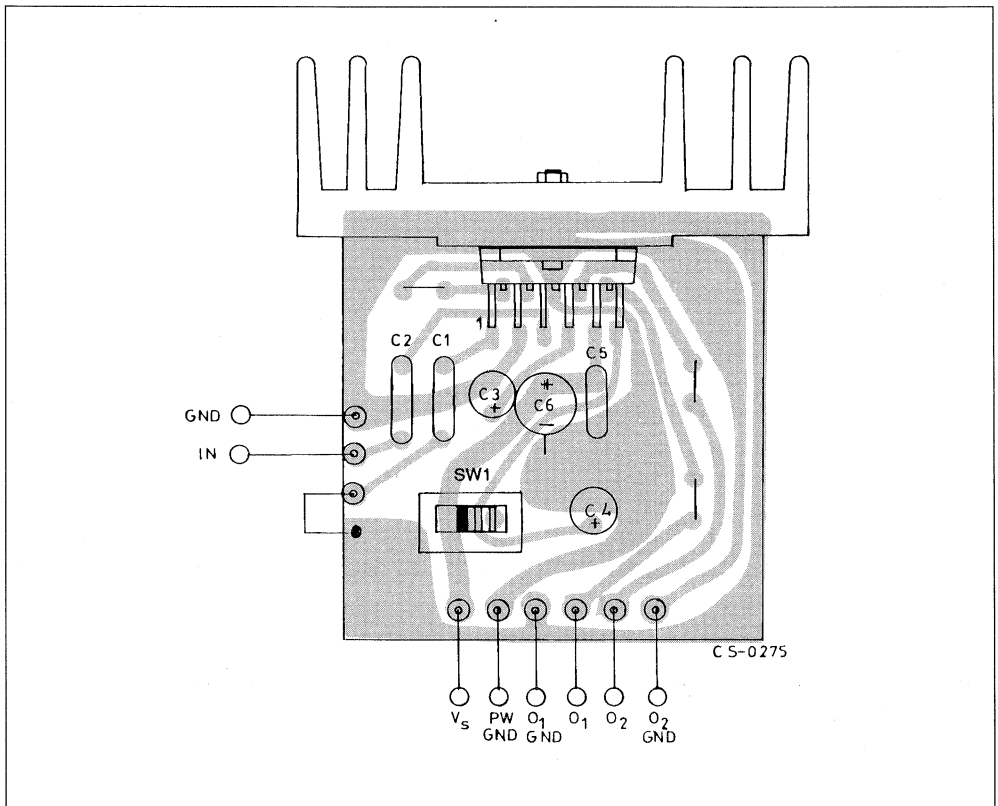 1
C2 C1 C5
C3
+
+
C6
−
GND
IN
SW1
C4
+
CS-0275
VS PW GND O1 GND O1 O2 O2 GND